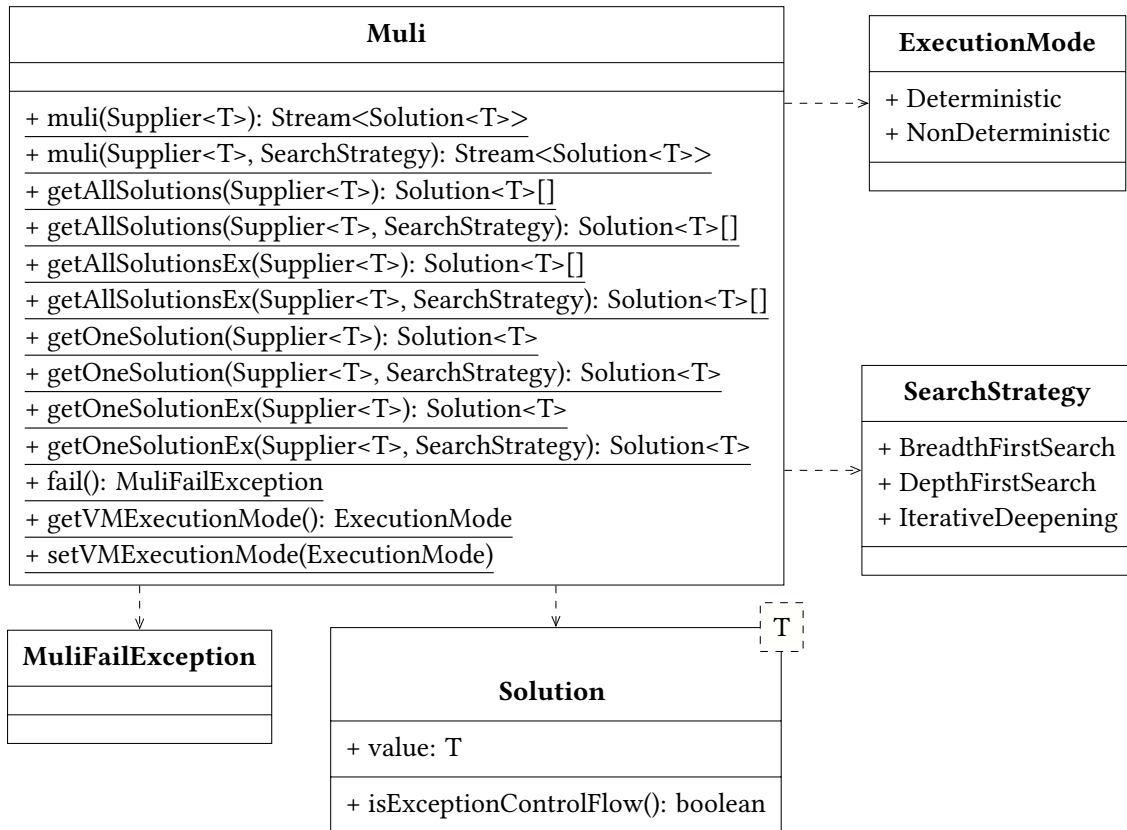 Muli
+ muli(Supplier<T>): Stream<Solution<T>>
+ muli(Supplier<T>, SearchStrategy): Stream<Solution<T>>
+ getAllSolutions(Supplier<T>): Solution<T>[]
+ getAllSolutions(Supplier<T>, SearchStrategy): Solution<T>[]
+ getAllSolutionsEx(Supplier<T>): Solution<T>[]
+ getAllSolutionsEx(Supplier<T>, SearchStrategy): Solution<T>[]
+ getOneSolution(Supplier<T>): Solution<T>
+ getOneSolution(Supplier<T>, SearchStrategy): Solution<T>
+ getOneSolutionEx(Supplier<T>): Solution<T>
+ getOneSolutionEx(Supplier<T>, SearchStrategy): Solution<T>
+ fail(): MuliFailException
+ getVMExecutionMode(): ExecutionMode
+ setVMExecutionMode(ExecutionMode)
ExecutionMode
+ Deterministic
+ NonDeterministic
SearchStrategy
+ BreadthFirstSearch
+ DepthFirstSearch
+ IterativeDeepening
MuliFailException
T
Solution
+ value: T
+ isExceptionControlFlow(): boolean